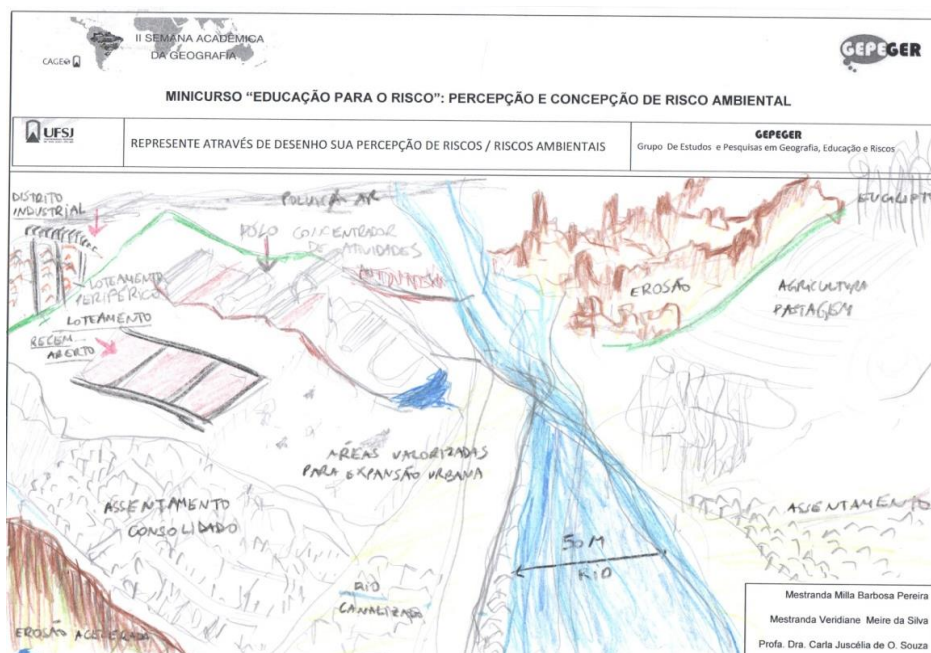 CAGEO
II SEMANA ACADÊMICA
DA GEOGRAFIA
GEPEGER
MINICURSO “EDUCAÇÃO PARA O RISCO”: PERCEPÇÃO E CONCEPÇÃO DE RISCO AMBIENTAL
UFSJ
REPRESENTE ATRAVÉS DE DESENHO SUA PERCEPÇÃO DE RISCOS / RISCOS AMBIENTAIS
GEPEGER
Grupo De Estudos e Pesquisas em Geografia, Educação e Riscos
DISTRITO
INDUSTRIAL
POLUIÇÃO AR
CONCENTRADOR
DE ATIVIDADES
LOTEAMENTO
PERIFÉRICO
LOTEAMENTO
RECEM
ABERTO
EROSÃO
AGRICULTURA
PASTAGEM
ÁREAS VALORIZADAS
PARA EXPANSÃO URBANA
ASSENTAMENTO
CONSOLIDADO
ASSENTAMENTO
50 M
RIO
RIO
CANALIZADO
EROSÃO ACELERADA
Mestranda Milla Barbosa Pereira
Mestranda Veridiane Meire da Silva
Profa. Dra. Carla Juscélia de O. Souza